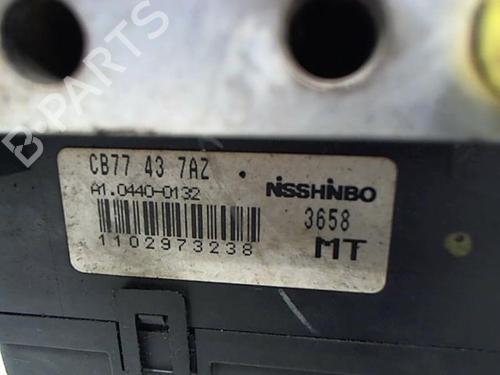 CB77 43 7AZ
NiSSHiNBO
A1.0440-0132
3658
1102973238
MT
B-PARTS